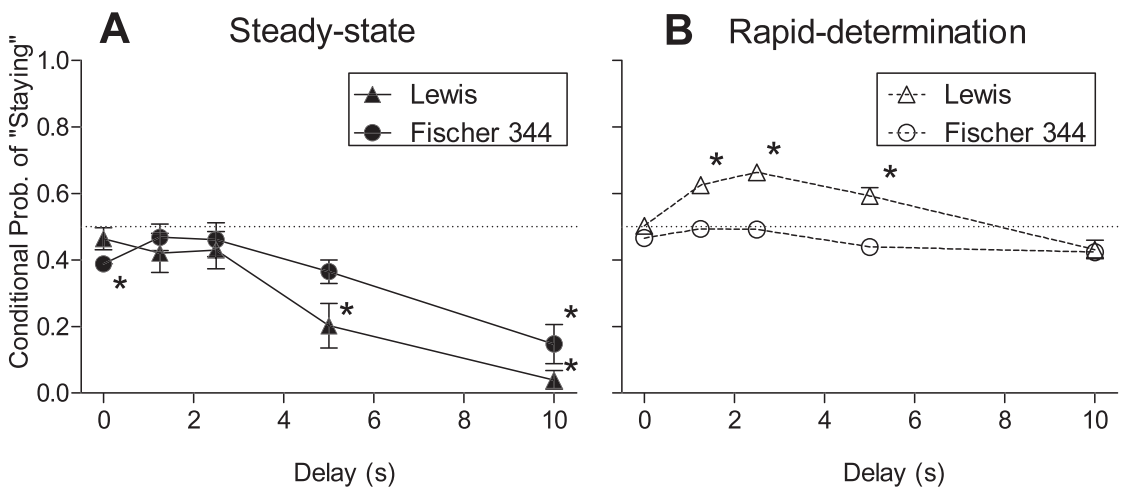 A Steady-state
B Rapid-determination
Conditional Prob. of "Staying"
1.0
0.8
0.6
0.4
0.2
0.0
Lewis
Fischer 344
*
*
*
*
0 2 4 6 8 10
Delay (s)
Lewis
Fischer 344
*
*
*
0 2 4 6 8 10
Delay (s)